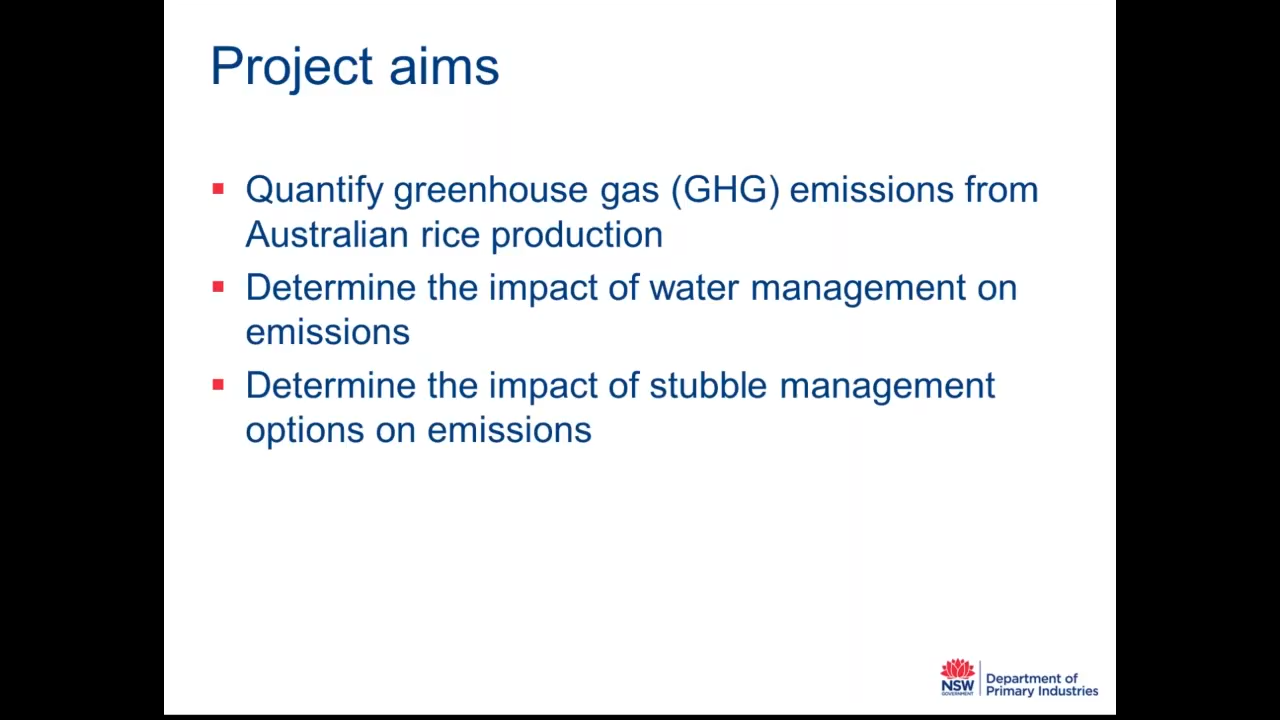 Project aims
Quantify greenhouse gas (GHG) emissions from
Australian rice production
Determine the impact of water management on
emissions
Determine the impact of stubble management
options on emissions
NSW
GOVERNMENT
Department of
Primary Industries